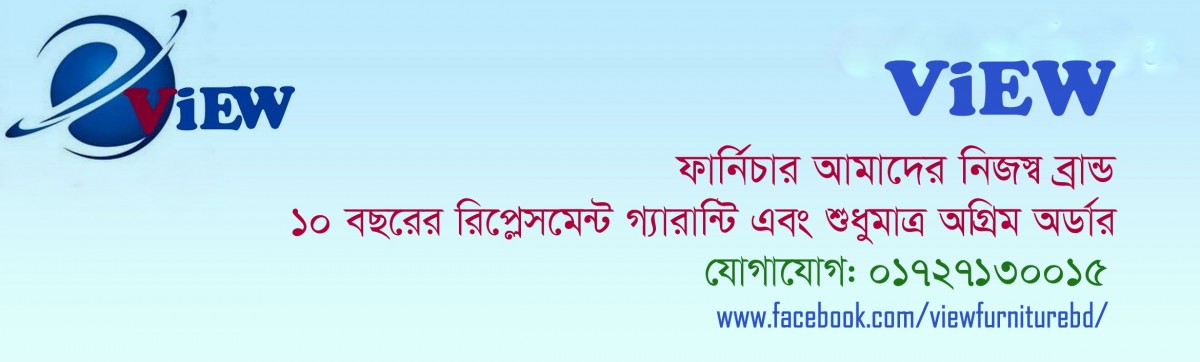 ViEW
ViEW
ফার্নিচার আমাদের নিজস্ব ব্রান্ড
১০ বছরের রিপ্লেসমেন্ট গ্যারান্টি এবং শুধুমাত্র অগ্রিম অর্ডার
যোগাযোগ: ০১৭২৭১৩০০১৫
www.facebook.com/viewfurniturebd/